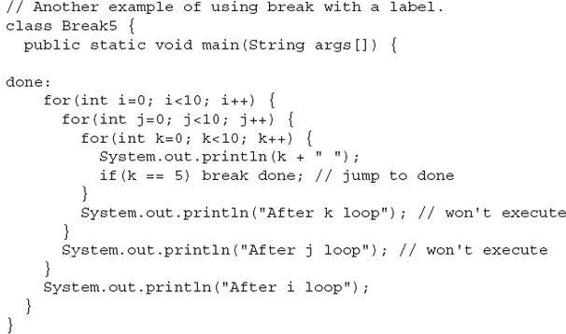 // Another example of using break with a label.
class Break5 {
  public static void main(String args[]) {

done:
    for(int i=0; i<10; i++) {
      for(int j=0; j<10; j++) {
        for(int k=0; k<10; k++) {
          System.out.println(k + " ");
          if(k == 5) break done; // jump to done
        }
        System.out.println("After k loop"); // won't execute
      }
      System.out.println("After j loop"); // won't execute
    }
    System.out.println("After i loop");
  }
}